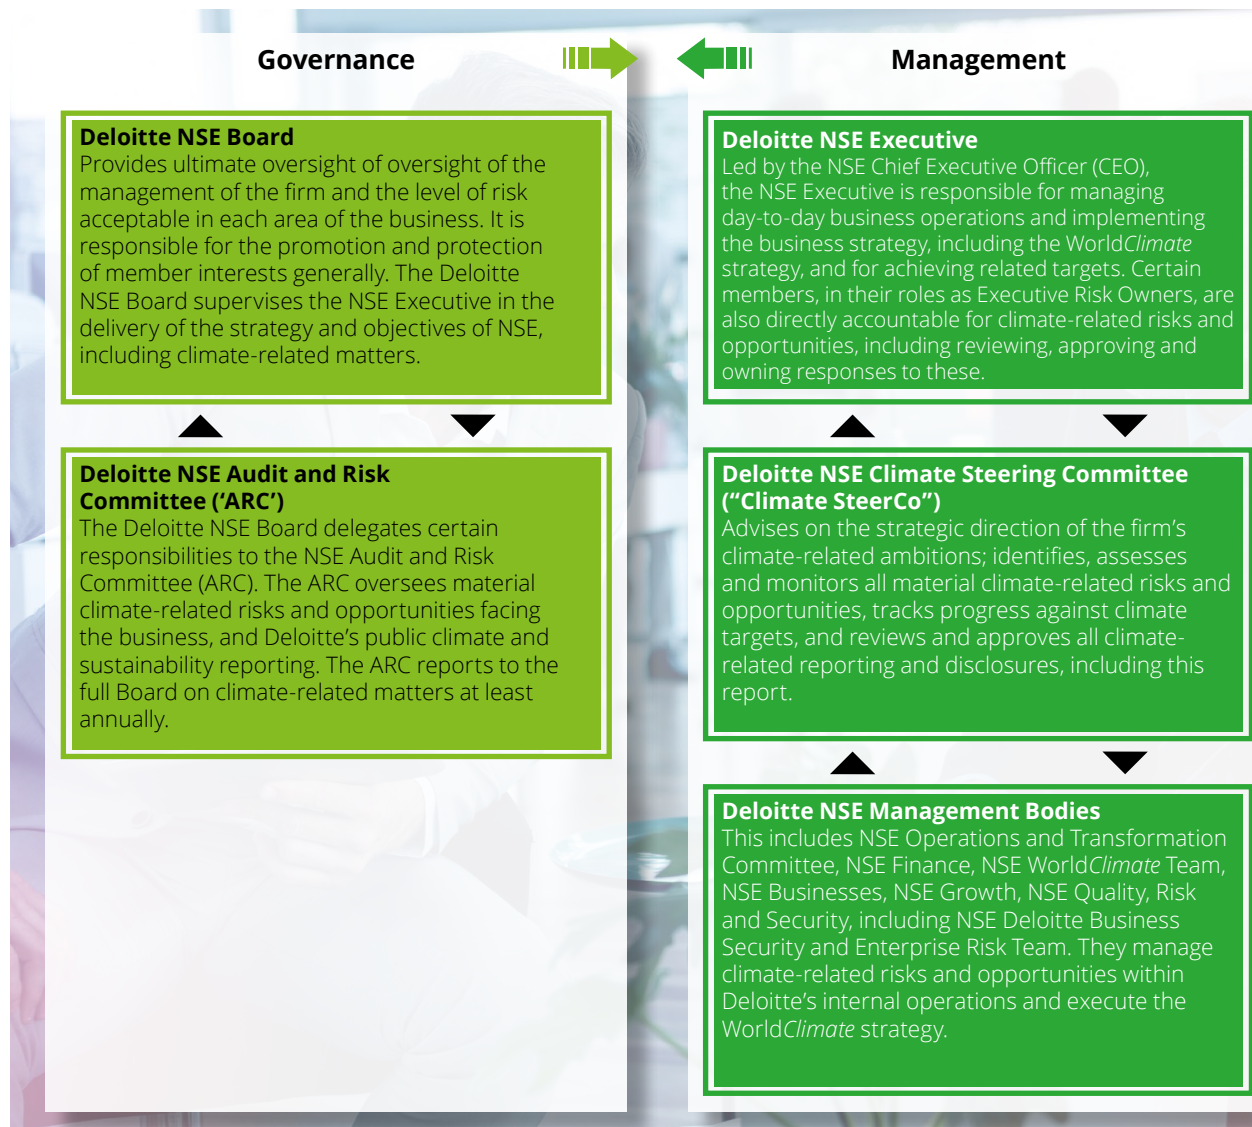 Governance
Management
Deloitte NSE Board
Provides ultimate oversight of oversight of the
management of the firm and the level of risk
acceptable in each area of the business. It is
responsible for the promotion and protection
of member interests generally. The Deloitte
NSE Board supervises the NSE Executive in the
delivery of the strategy and objectives of NSE,
including climate-related matters.
Deloitte NSE Audit and Risk
Committee (‘ARC’)
The Deloitte NSE Board delegates certain
responsibilities to the NSE Audit and Risk
Committee (ARC). The ARC oversees material
climate-related risks and opportunities facing
the business, and Deloitte’s public climate and
sustainability reporting. The ARC reports to the
full Board on climate-related matters at least
annually.
Deloitte NSE Executive
Led by the NSE Chief Executive Officer (CEO),
the NSE Executive is responsible for managing
day-to-day business operations and implementing
the business strategy, including the WorldClimate
strategy, and for achieving related targets. Certain
members, in their roles as Executive Risk Owners, are
also directly accountable for climate-related risks and
opportunities, including reviewing, approving and
owning responses to these.
Deloitte NSE Climate Steering Committee
(“Climate SteerCo”)
Advises on the strategic direction of the firm’s
climate-related ambitions; identifies, assesses
and monitors all material climate-related risks and
opportunities, tracks progress against climate
targets, and reviews and approves all climate-
related reporting and disclosures, including this
report.
Deloitte NSE Management Bodies
This includes NSE Operations and Transformation
Committee, NSE Finance, NSE WorldClimate Team,
NSE Businesses, NSE Growth, NSE Quality, Risk
and Security, including NSE Deloitte Business
Security and Enterprise Risk Team. They manage
climate-related risks and opportunities within
Deloitte’s internal operations and execute the
WorldClimate strategy.